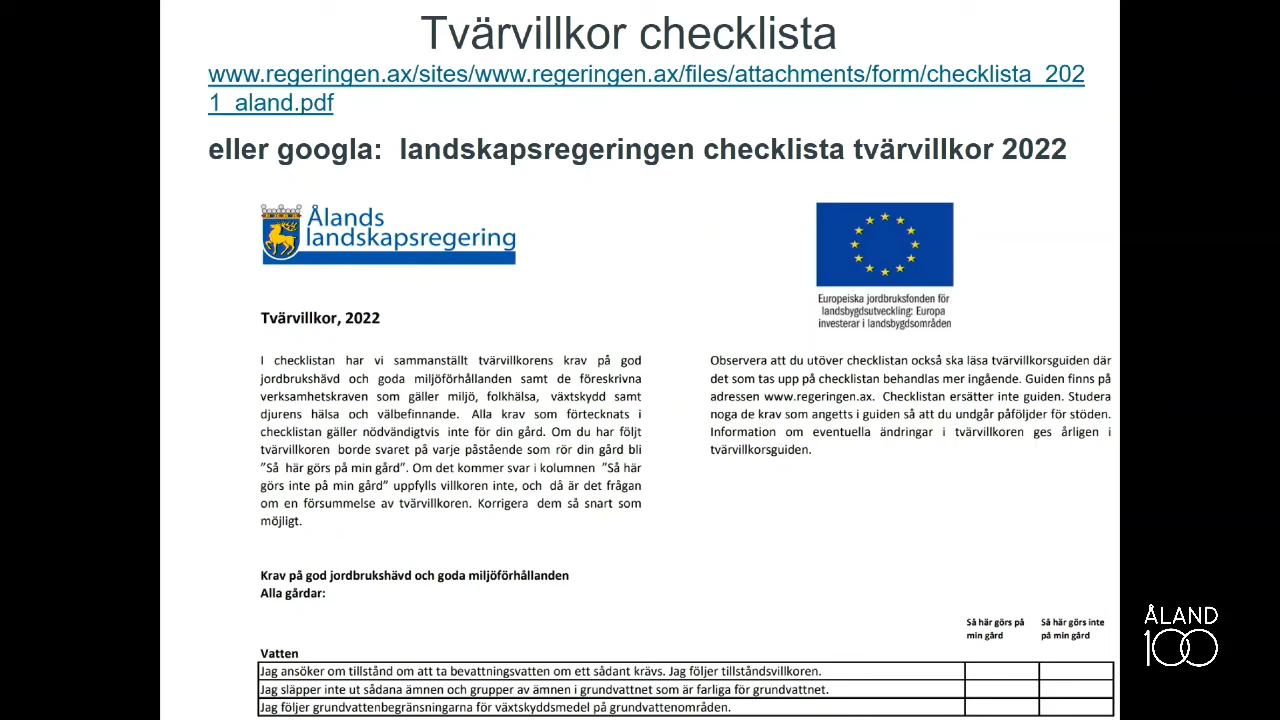 Tvärvillkor checklista
www.regeringen.ax/sites/www.regeringen.ax/files/attachments/form/checklista_202
1_aland.pdf
eller googla:  landskapsregeringen checklista tvärvillkor 2022
Ålands
landskapsregering
Europeiska jordbruksfonden för
landsbygdsutveckling: Europa
investerar i landsbygdsområden
Tvärvillkor, 2022
I checklistan har vi sammanställt tvärvillkorens krav på god
jordbrukshävd och goda miljöförhållanden samt de föreskrivna
verksamhetskraven som gäller miljö, folkhälsa, växtskydd samt
djurens hälsa och välbefinnande. Alla krav som förtecknats i
checklistan gäller nödvändigtvis inte för din gård. Om du har följt
tvärvillkoren borde svaret på varje påstående som rör din gård bli
”Så här görs på min gård”. Om det kommer svar i kolumnen ”Så här
görs inte på min gård” uppfylls villkoren inte, och då är det frågan
om en försummelse av tvärvillkoren. Korrigera dem så snart som
möjligt.
Observera att du utöver checklistan också ska läsa tvärvillkorsguiden där
det som tas upp på checklistan behandlas mer ingående. Guiden finns på
adressen www.regeringen.ax. Checklistan ersätter inte guiden. Studera
noga de krav som angetts i guiden så att du undgår påföljder för stöden.
Information om eventuella ändringar i tvärvillkoren ges årligen i
tvärvillkorsguiden.
Krav på god jordbrukshävd och goda miljöförhållanden
Alla gårdar:
Så här görs på
min gård
Så här görs inte
på min gård
Vatten
Jag ansöker om tillstånd om att ta bevattningsvatten om ett sådant krävs. Jag följer tillståndsvillkoren.
Jag släpper inte ut sådana ämnen och grupper av ämnen i grundvattnet som är farliga för grundvattnet.
Jag följer grundvattenbegränsningarna för växtskyddsmedel på grundvattenområden.
ÅLAND
100